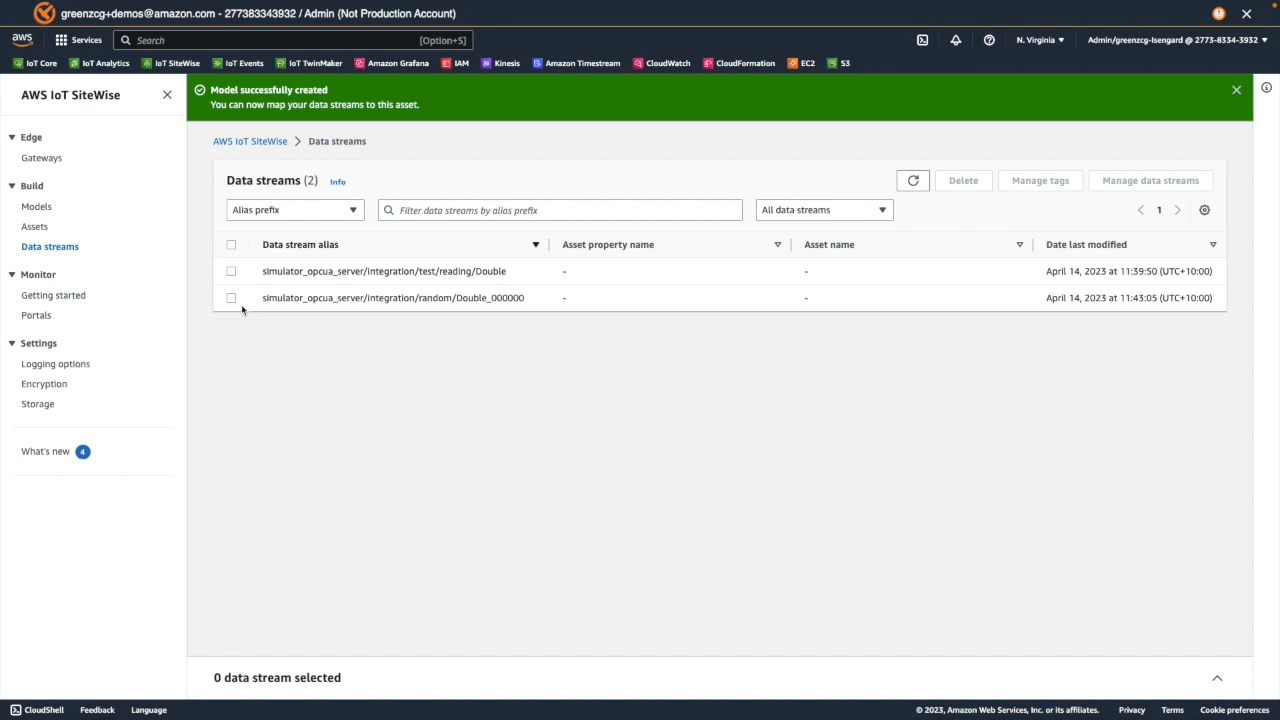 greenzcg+demos@amazon.com - 277383343932 / Admin (Not Production Account)
aws Services Search [Option+S] N. Virginia Admin/greenzcg-Isengard @ 2773-8334-3932
IoT Core IoT Analytics IoT SiteWise IoT Events IoT TwinMaker Amazon Grafana IAM Kinesis Amazon Timestream CloudWatch CloudFormation EC2 S3
AWS IoT SiteWise
Edge
Gateways
Build
Models
Assets
Data streams
Monitor
Getting started
Portals
Settings
Logging options
Encryption
Storage
What's new 4
Model successfully created
You can now map your data streams to this asset.
AWS IoT SiteWise > Data streams
Data streams (2) Info Delete Manage tags Manage data streams
Alias prefix Filter data streams by alias prefix All data streams 1
Data stream alias Asset property name Asset name Date last modified
simulator_opcua_server/integration/test/reading/Double - - April 14, 2023 at 11:39:50 (UTC+10:00)
simulator_opcua_server/integration/random/Double_000000 - - April 14, 2023 at 11:43:05 (UTC+10:00)
0 data stream selected
CloudShell Feedback Language © 2023, Amazon Web Services, Inc. or its affiliates. Privacy Terms Cookie preferences